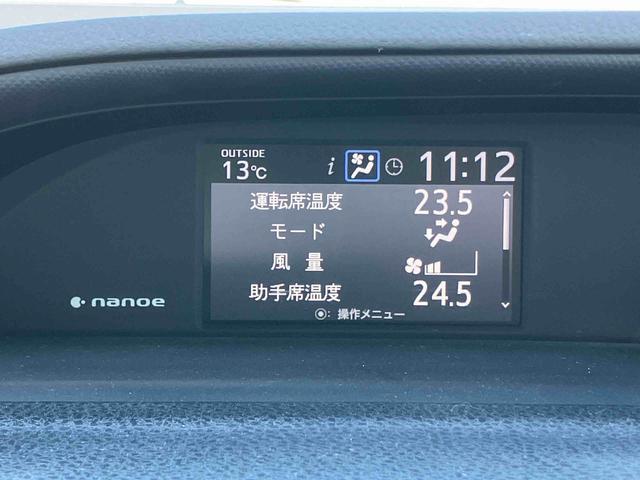 OUTSIDE
13℃ i 11:12
運転席温度 23.5
モード
風量
助手席温度 24.5
操作メニュー
nanoe